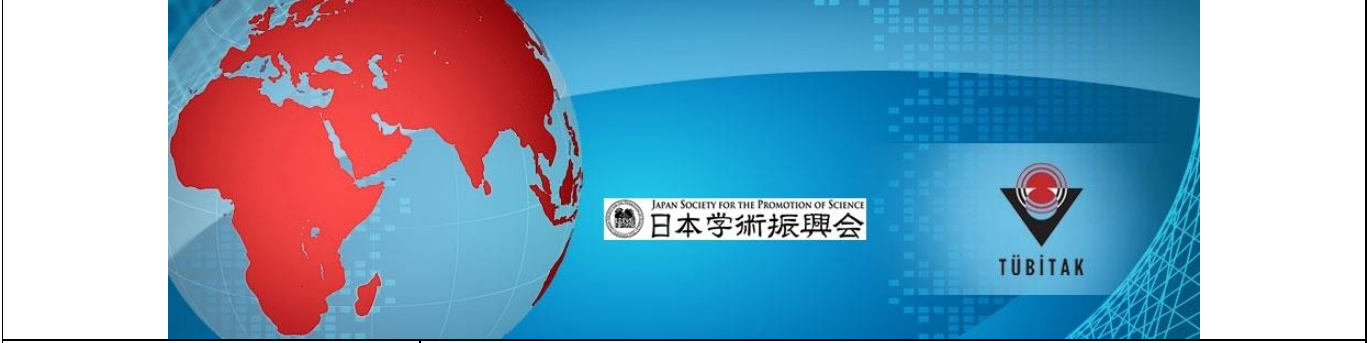 JAPAN SOCIETY FOR THE PROMOTION OF SCIENCE
日本学術振興会
TÜBİTAK